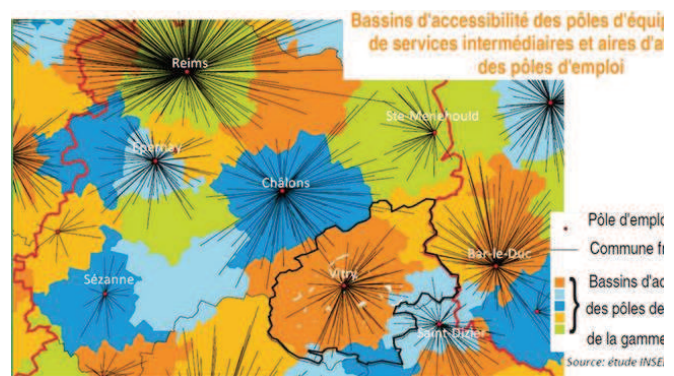 Bassins d'accessibilité des pôles d'équip
de services intermédiaires et aires d'a
des pôles d'emploi
Reims
Ste-Menehould
Epernay
Châlons
Bar-le-Duc
Vitry
Sézanne
Saint-Dizier
Pôle d'emplo
Commune fr
Bassins d'ac
des pôles de
de la gamme
Source: étude INSE